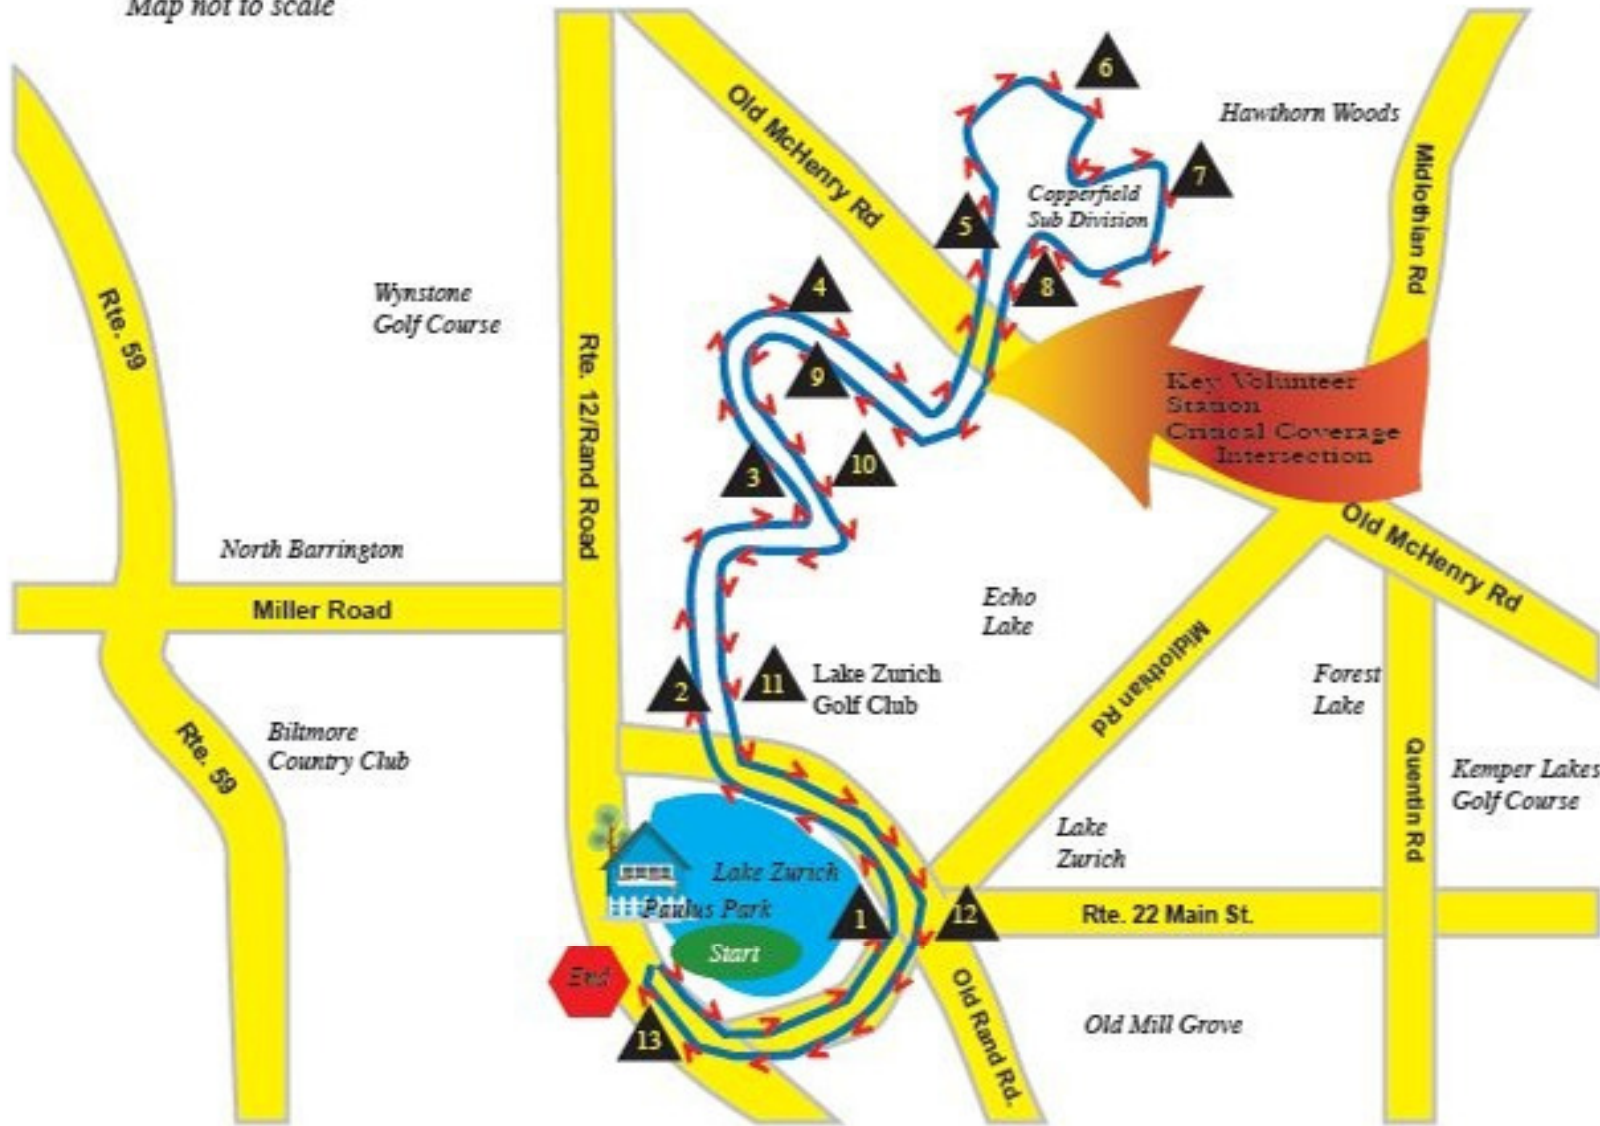 Map not to scale
Old McHenry Rd
6
Hawthorn Woods
Midlothian Rd
7
Copperfield
Sub Division
5
8
4
Wynstone
Golf Course
Rte. 59
Rte. 12/Rand Road
9
Key Volunteer
Station
Critical Coverage
Intersection
3
10
Old McHenry Rd
North Barrington
Miller Road
Echo
Lake
Midlothian Rd
2
11
Lake Zurich
Golf Club
Forest
Lake
Rte. 59
Biltmore
Country Club
Quentin Rd
Kemper Lakes
Golf Course
Lake
Zurich
Lake Zurich
Paulus Park
1
12
Rte. 22 Main St.
Start
End
Old Rand Rd.
Old Mill Grove
13